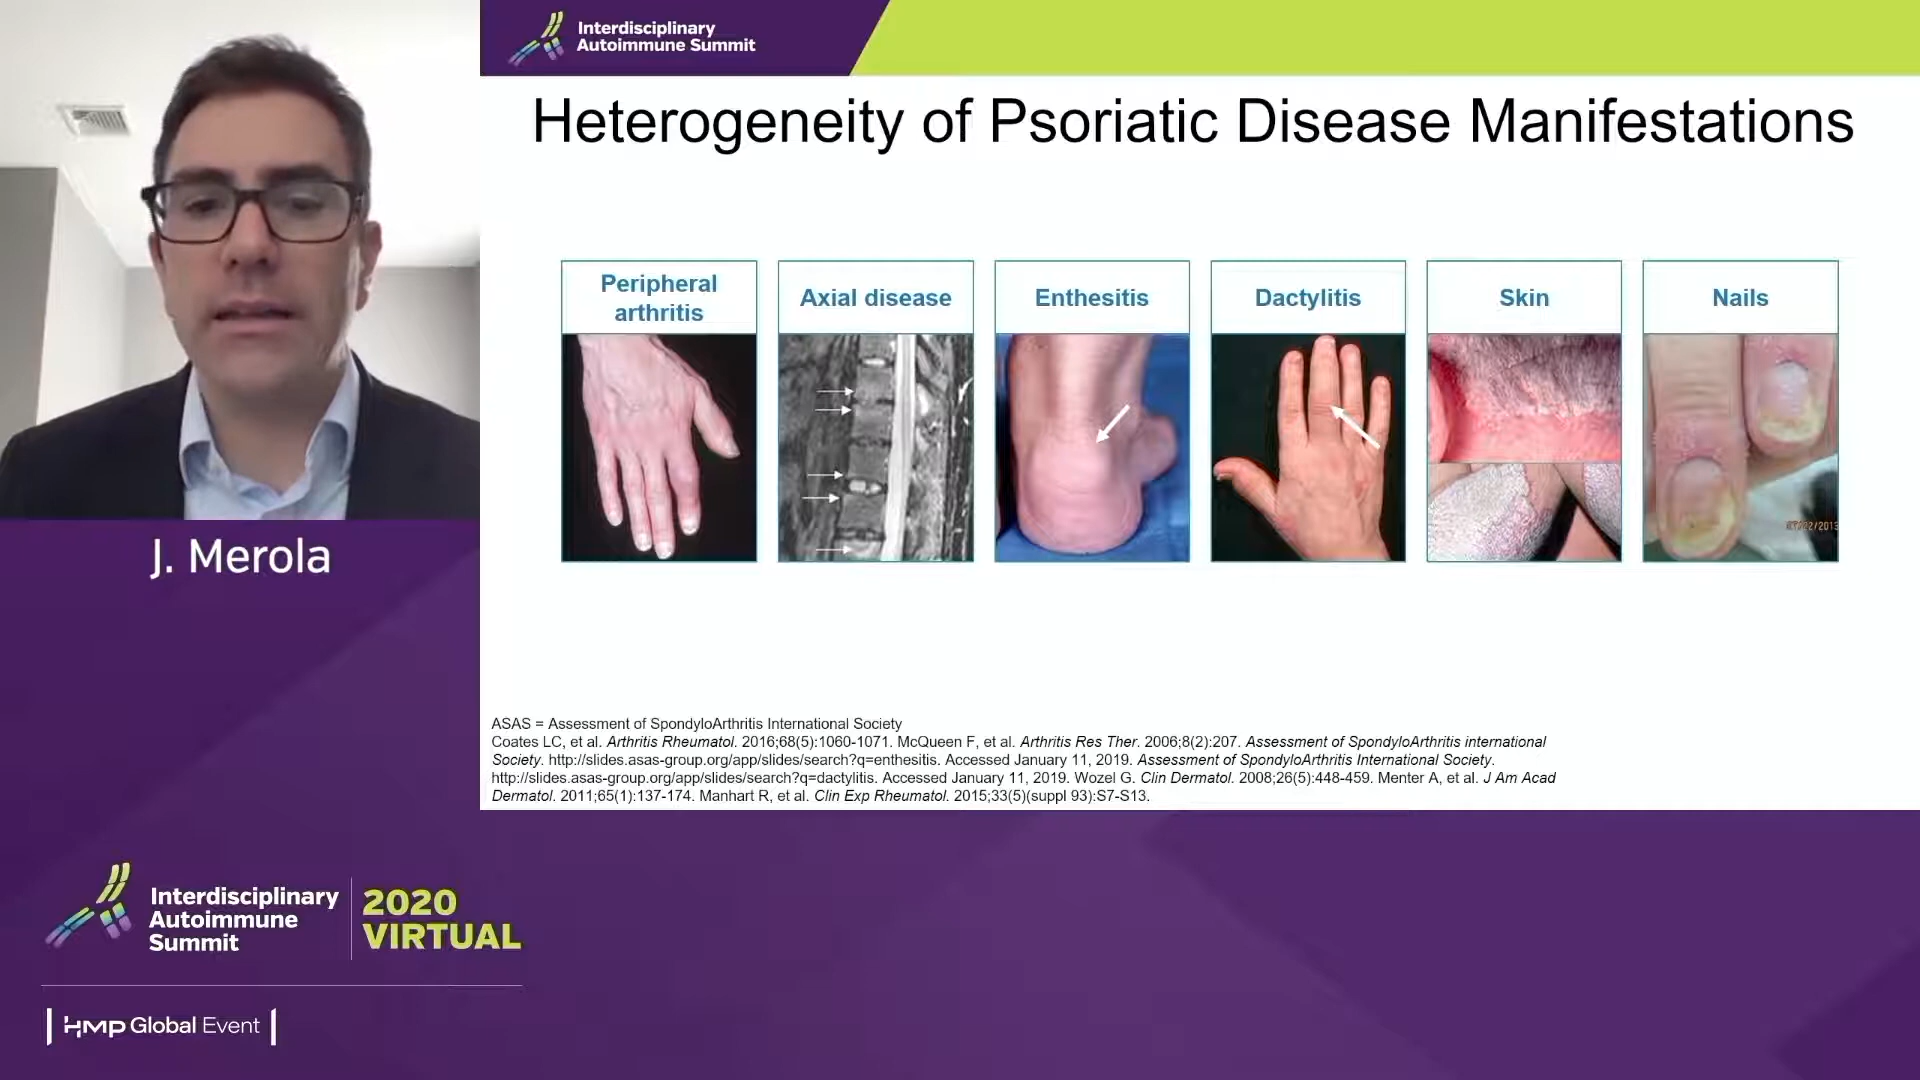 Interdisciplinary
Autoimmune Summit
Heterogeneity of Psoriatic Disease Manifestations
Peripheral
arthritis
Axial disease
Enthesitis
Dactylitis
Skin
Nails
J. Merola
ASAS = Assessment of SpondyloArthritis International Society
Coates LC, et al. Arthritis Rheumatol. 2016;68(5):1060-1071. McQueen F, et al. Arthritis Res Ther. 2006;8(2):207. Assessment of SpondyloArthritis international
Society. http://slides.asas-group.org/app/slides/search?q=enthesitis. Accessed January 11, 2019. Assessment of SpondyloArthritis International Society.
http://slides.asas-group.org/app/slides/search?q=dactylitis. Accessed January 11, 2019. Wozel G. Clin Dermatol. 2008;26(5):448-459. Menter A, et al. J Am Acad
Dermatol. 2011;65(1):137-174. Manhart R, et al. Clin Exp Rheumatol. 2015;33(5)(suppl 93):S7-S13.
Interdisciplinary
Autoimmune
Summit
2020
VIRTUAL
HMP Global Event